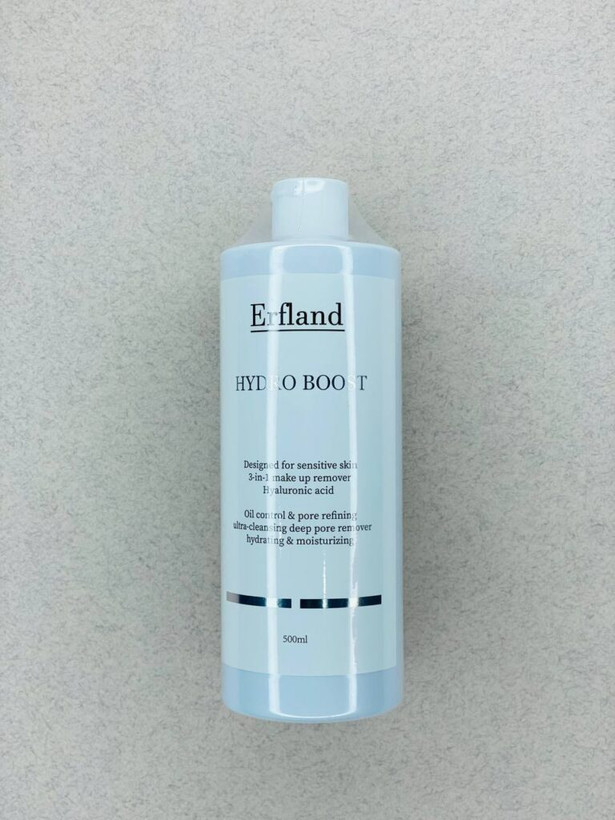 Erfland
HYDRO BOOST
Designed for sensitive skin
3-in-1 make up remover
Hyaluronic acid
Oil control & pore refining
ultra-cleansing deep pore remover
hydrating & moisturizing
500ml